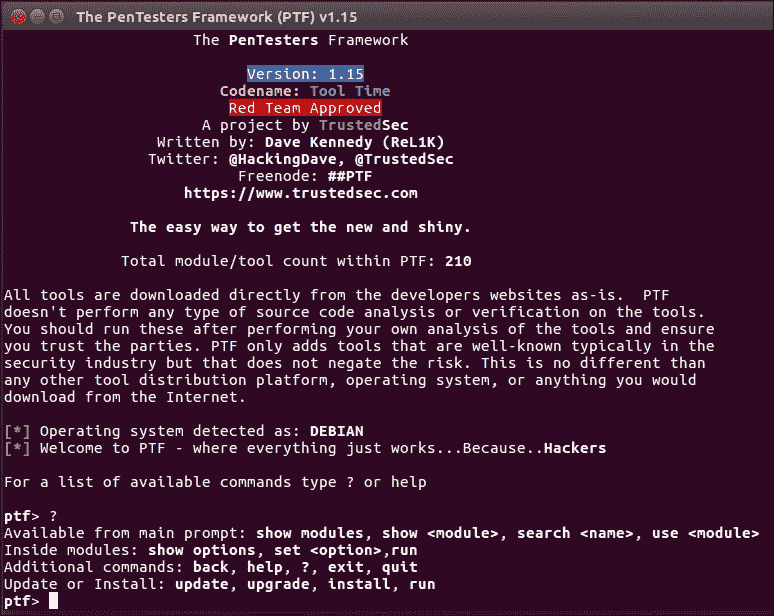 The PenTesters Framework (PTF) v1.15
The PenTesters Framework
Version: 1.15
Codename: Tool Time
Red Team Approved
A project by TrustedSec
Written by: Dave Kennedy (ReL1K)
Twitter: @HackingDave, @TrustedSec
Freenode: ##PTF
https://www.trustedsec.com
The easy way to get the new and shiny.
Total module/tool count within PTF: 210
All tools are downloaded directly from the developers websites as-is.  PTF
doesn't perform any type of source code analysis or verification on the tools.
You should run these after performing your own analysis of the tools and ensure
you trust the parties. PTF only adds tools that are well-known typically in the
security industry but that does not negate the risk. This is no different than
any other tool distribution platform, operating system, or anything you would
download from the Internet.
[*] Operating system detected as: DEBIAN
[*] Welcome to PTF - where everything just works...Because..Hackers
For a list of available commands type ? or help
ptf> ?
Available from main prompt: show modules, show <module>, search <name>, use <module>
Inside modules: show options, set <option>,run
Additional commands: back, help, ?, exit, quit
Update or Install: update, upgrade, install, run
ptf>